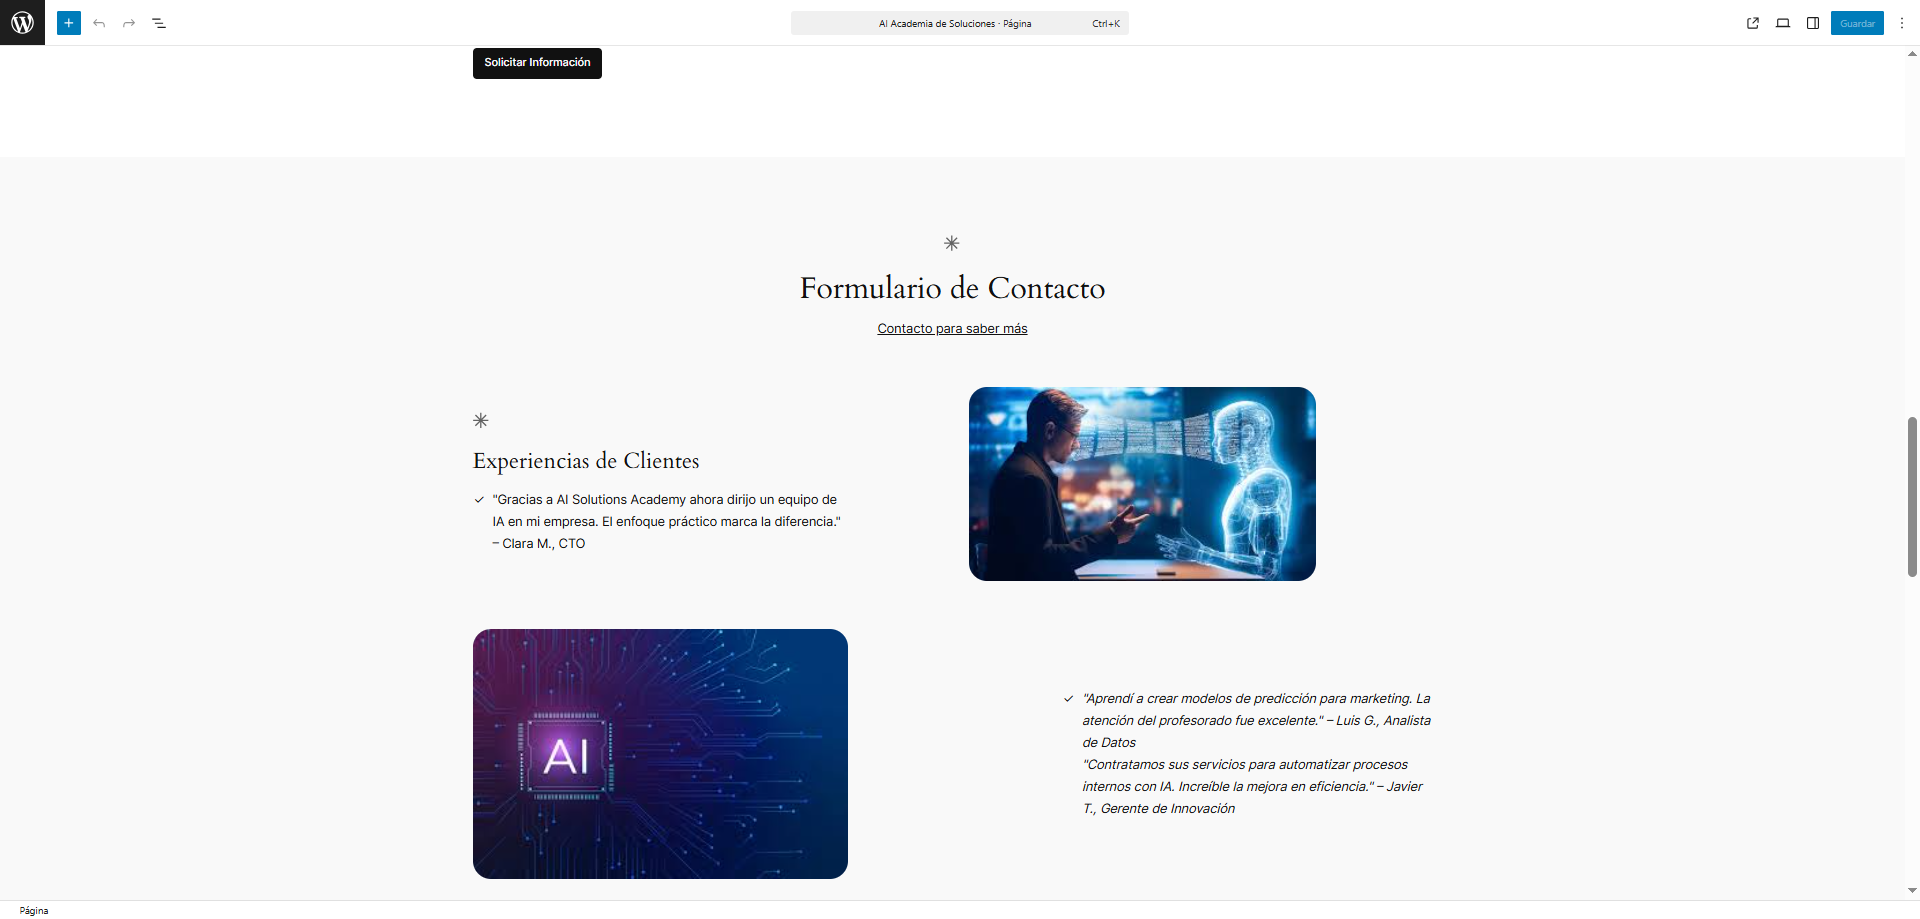 AI Academia de Soluciones · Página
Ctrl+K
Guardar
Solicitar Información
Formulario de Contacto
Contacto para saber más
Experiencias de Clientes
"Gracias a AI Solutions Academy ahora dirijo un equipo de
IA en mi empresa. El enfoque práctico marca la diferencia."
– Clara M., CTO
AI
"Aprendí a crear modelos de predicción para marketing. La
atención del profesorado fue excelente." – Luis G., Analista
de Datos
"Contratamos sus servicios para automatizar procesos
internos con IA. Increíble la mejora en eficiencia." – Javier
T., Gerente de Innovación
Página